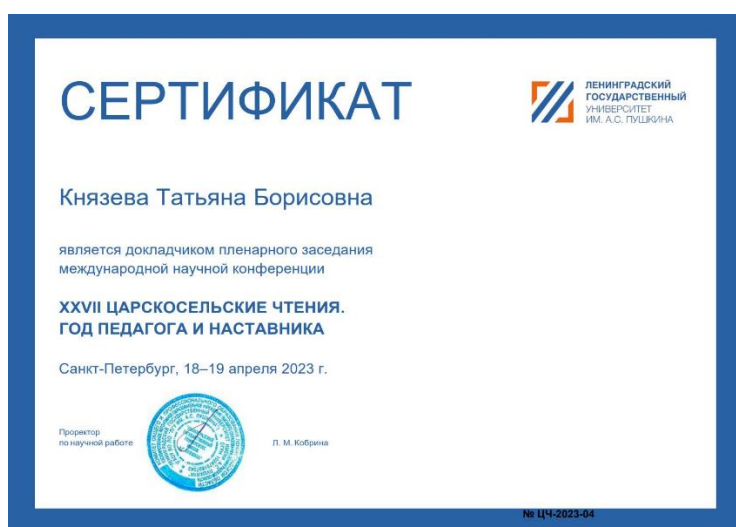 СЕРТИФИКАТ
ЛЕНИНГРАДСКИЙ
ГОСУДАРСТВЕННЫЙ
УНИВЕРСИТЕТ
ИМ. А.С. ПУШКИНА
Князева Татьяна Борисовна
является докладчиком пленарного заседания
международной научной конференции
XXVII ЦАРСКОСЕЛЬСКИЕ ЧТЕНИЯ.
ГОД ПЕДАГОГА И НАСТАВНИКА
Санкт-Петербург, 18–19 апреля 2023 г.
Проректор
по научной работе
Л. М. Кобрина
№ ЦЧ-2023-04